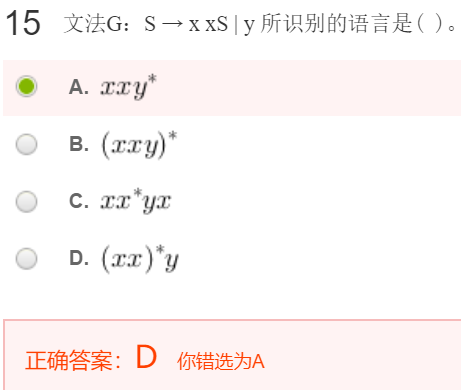 15 文法G：S → x xS | y 所识别的语言是( )。
A. xxy*
B. (xxy)*
C. xx*yx
D. (xx)*y
正确答案：D 你错选为A